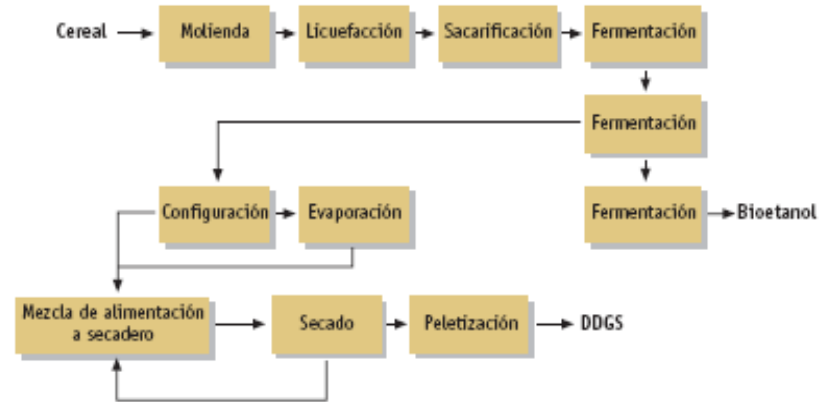 Cereal
Molienda
Licuefacción
Sacarificación
Fermentación
Fermentación
Configuración
Evaporación
Fermentación
Bioetanol
Mezcla de alimentación
a secadero
Secado
Peletización
DDGS